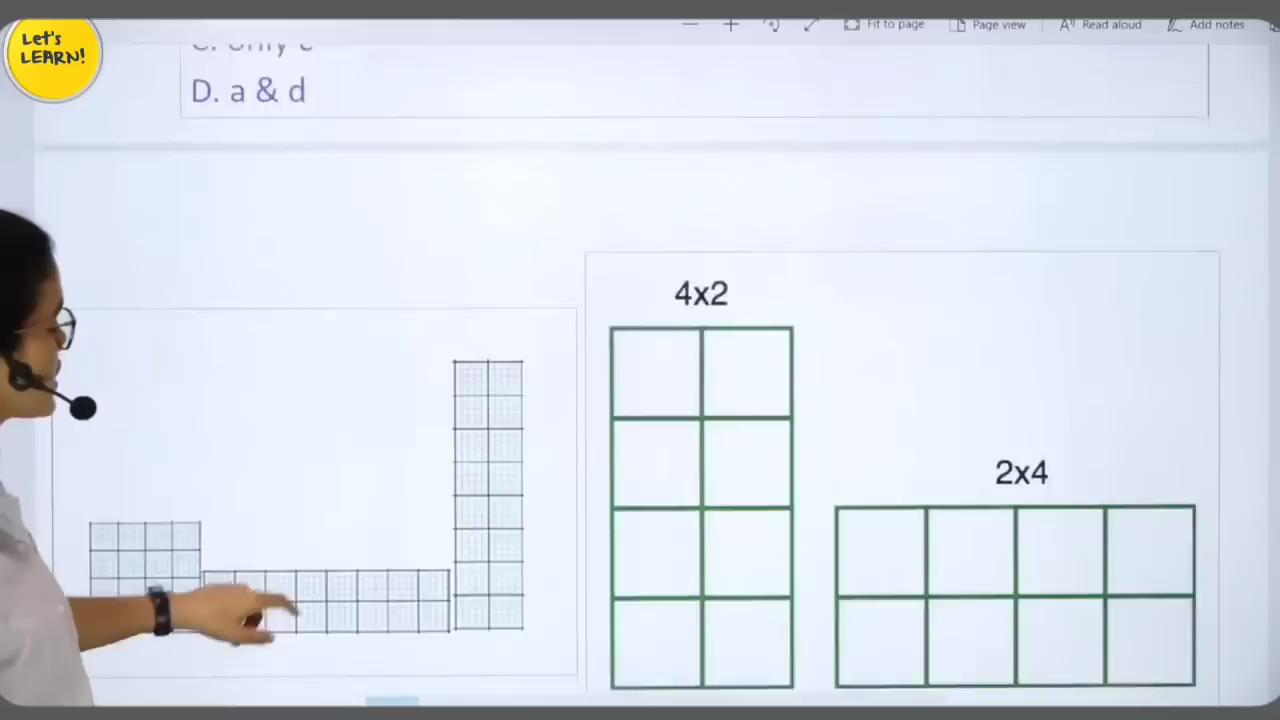 Let's
LEARN!
Fit to page
Page view
Read aloud
Add notes
D. a & d
4x2
2x4